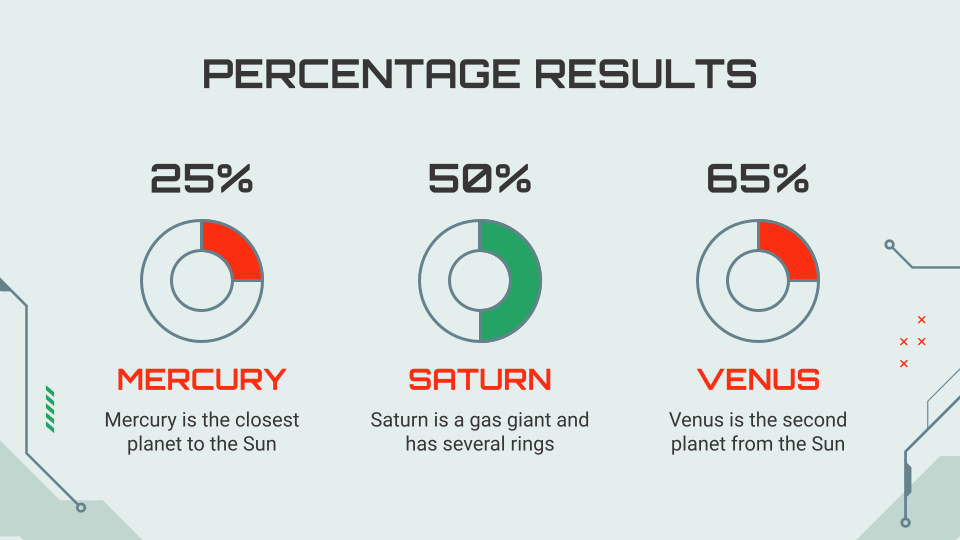 PERCENTAGE RESULTS
25%
50%
65%
MERCURY
Mercury is the closest
planet to the Sun
SATURN
Saturn is a gas giant and
has several rings
VENUS
Venus is the second
planet from the Sun